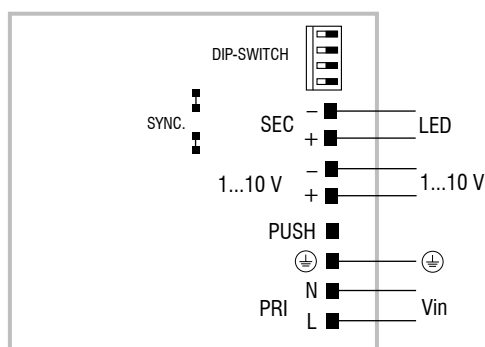 DIP-SWITCH
SYNC.
SEC − + LED
1...10 V − + 1...10 V
PUSH
PRI N L Vin